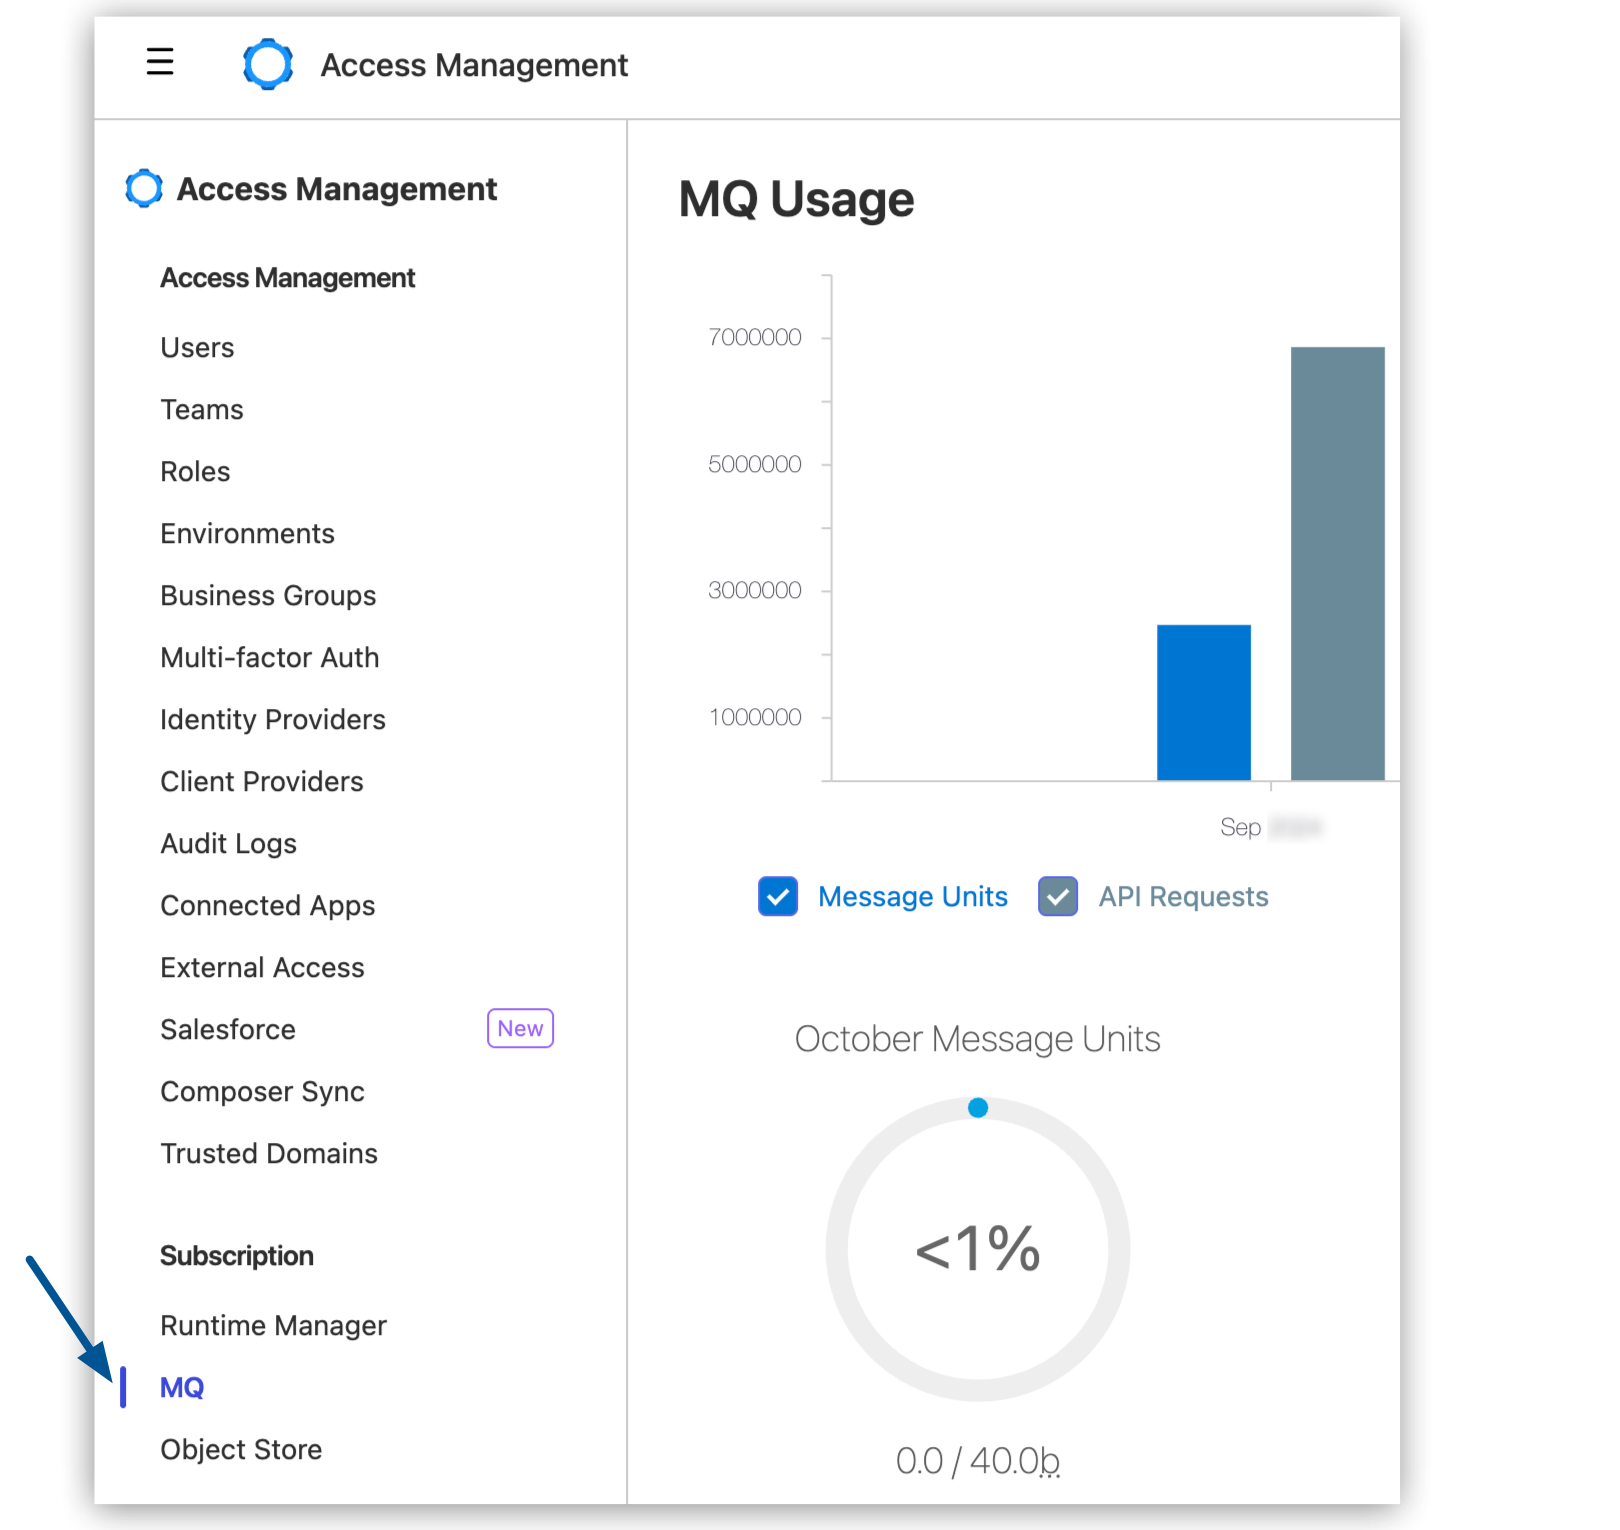 Access Management
Access Management
Access Management
Users
Teams
Roles
Environments
Business Groups
Multi-factor Auth
Identity Providers
Client Providers
Audit Logs
Connected Apps
External Access
Salesforce New
Composer Sync
Trusted Domains
Subscription
Runtime Manager
MQ
Object Store
MQ Usage
7000000
5000000
3000000
1000000
Sep
Message Units API Requests
October Message Units
<1%
0.0 / 40.0b